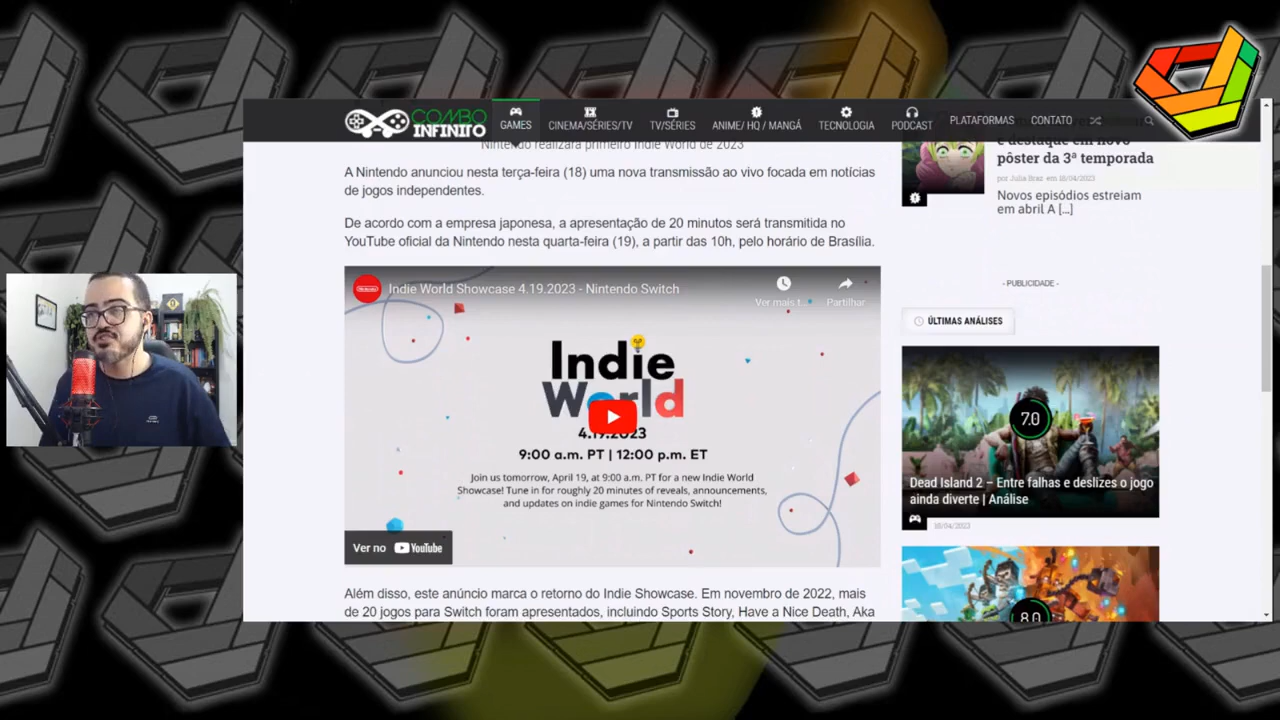 COMBO
INFINITO
GAMES
CINEMA/SÉRIES/TV
TV/SÉRIES
ANIME/ HQ / MANGÁ
TECNOLOGIA
PODCAST
PLATAFORMAS
CONTATO
Nintendo realizará primeiro Indie World de 2023
A Nintendo anunciou nesta terça-feira (18) uma nova transmissão ao vivo focada em notícias
de jogos independentes.
De acordo com a empresa japonesa, a apresentação de 20 minutos será transmitida no
YouTube oficial da Nintendo nesta quarta-feira (19), a partir das 10h, pelo horário de Brasília.
Nintendo
Indie World Showcase 4.19.2023 - Nintendo Switch
Ver mais t...
Partilhar
Indie
World
4.19.2023
9:00 a.m. PT | 12:00 p.m. ET
Join us tomorrow, April 19, at 9:00 a.m. PT for a new Indie World
Showcase! Tune in for roughly 20 minutes of reveals, announcements,
and updates on indie games for Nintendo Switch!
Ver no YouTube
Além disso, este anúncio marca o retorno do Indie Showcase. Em novembro de 2022, mais
de 20 jogos para Switch foram apresentados, incluindo Sports Story, Have a Nice Death, Aka
e destaque em novo
pôster da 3ª temporada
por Julia Braz em 18/04/2023
Novos episódios estreiam
em abril A [...]
- PUBLICIDADE -
ÚLTIMAS ANÁLISES
7.0
Dead Island 2 – Entre falhas e deslizes o jogo
ainda diverte | Análise
18/04/2023
8.0